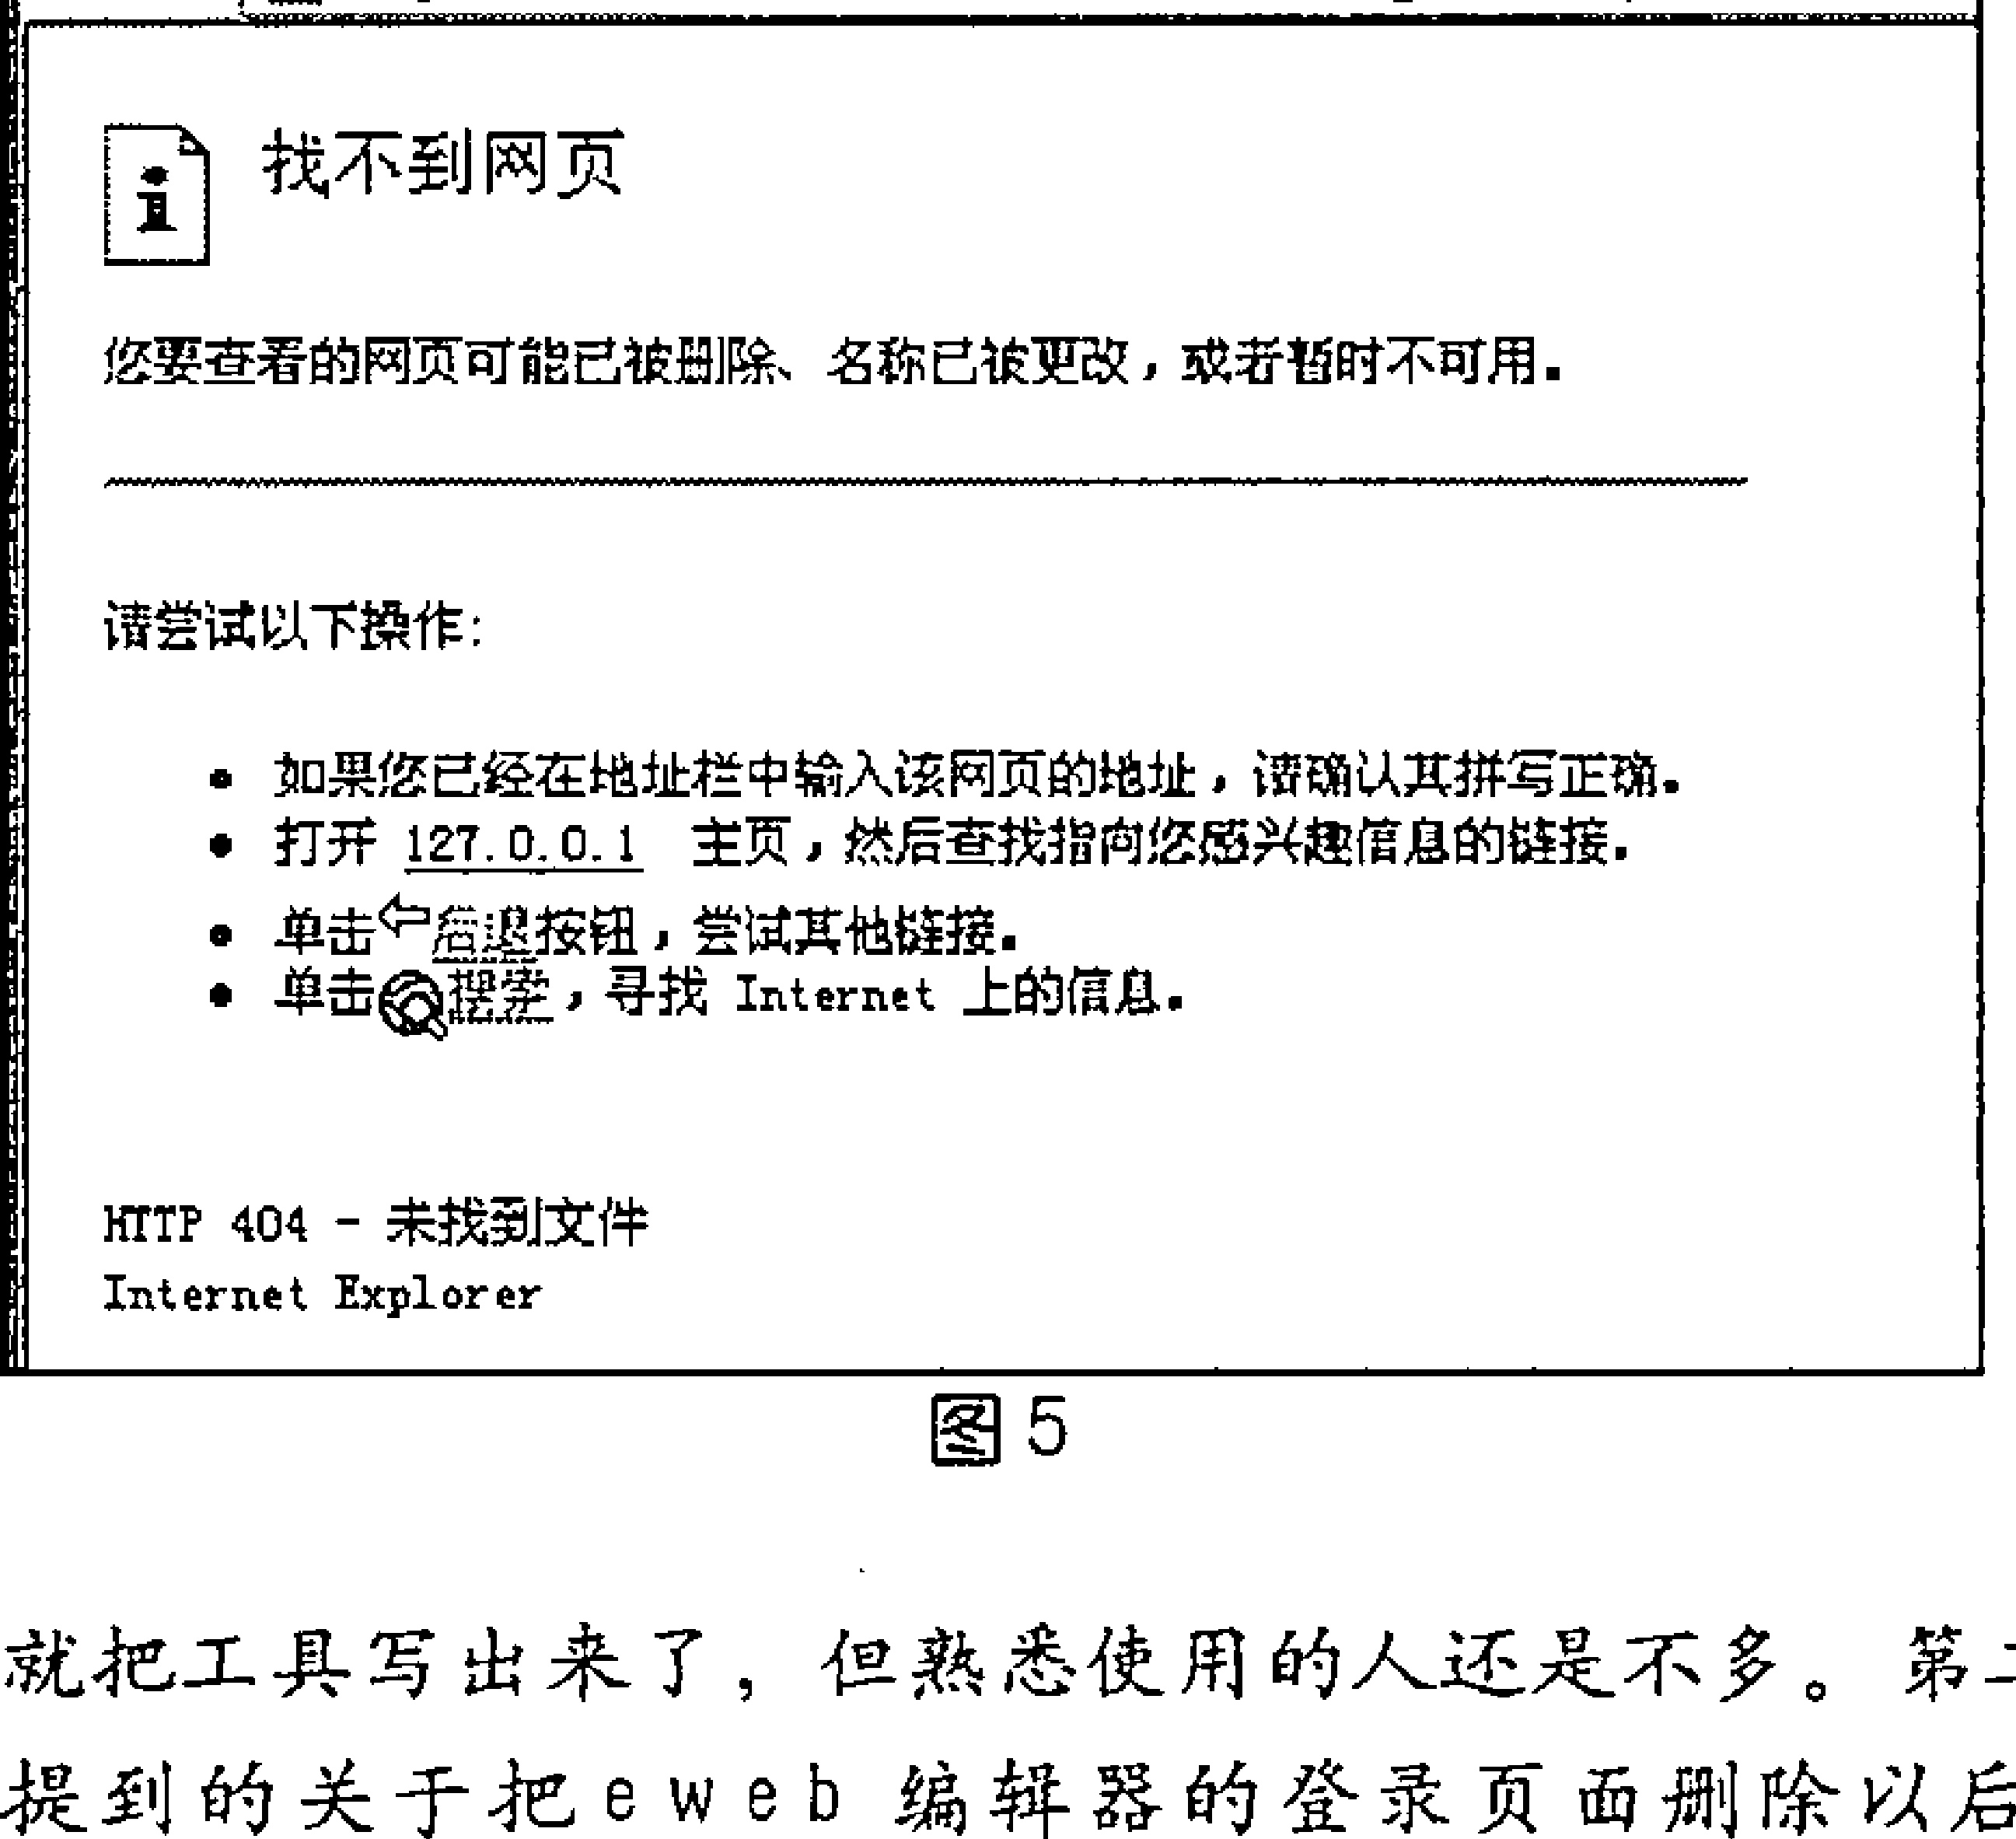 找不到网页
您要查看的网页可能已被删除、名称已被更改，或者暂时不可用。
请尝试以下操作:
● 如果您已经在地址栏中输入该网页的地址，请确认其拼写正确。
● 打开 127.0.0.1 主页，然后查找指向您感兴趣信息的链接。
● 单击 后退按钮，尝试其他链接。
● 单击 搜索，寻找 Internet 上的信息。
HTTP 404 - 未找到文件
Internet Explorer
图5
就把工具写出来了，但熟悉使用的人还是不多。第
提到的关于把eweb编辑器的登录页面删除以后